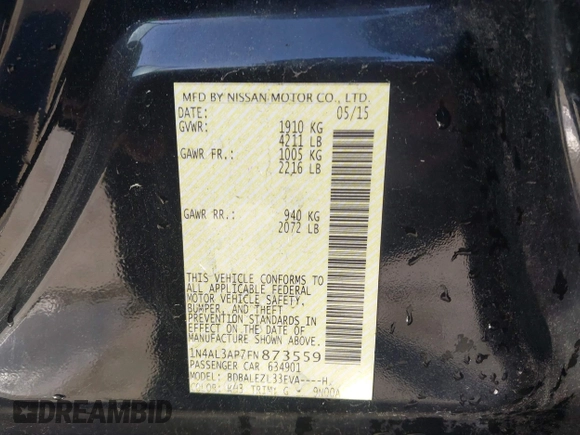 MFD BY NISSAN MOTOR CO., LTD.
DATE: 05/15
GVWR: 1910 KG
4211 LB
GAWR FR.: 1005 KG
2216 LB
GAWR RR.: 940 KG
2072 LB
THIS VEHICLE CONFORMS TO
ALL APPLICABLE FEDERAL
MOTOR VEHICLE SAFETY,
BUMPER, AND THEFT
PREVENTION STANDARDS
IN EFFECT ON THE DATE OF
MANUFACTURE SHOWN ABOVE.
1N4AL3AP7FN873559
PASSENGER CAR 634901
MODEL: BDBALEZL33EVA----H
COLOR: KH3 TRIM: G
DREAMBID